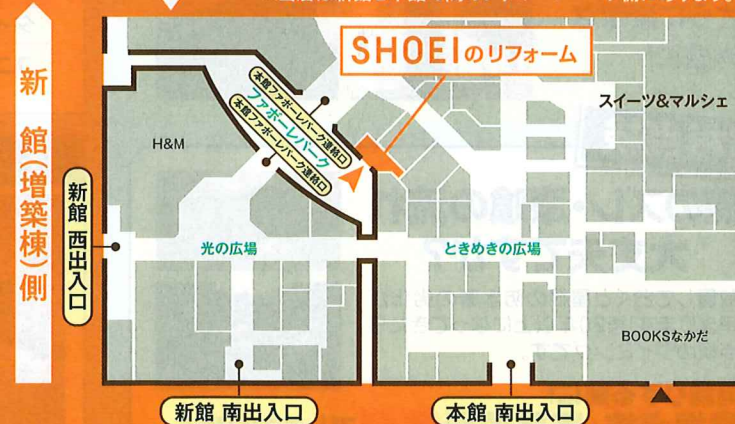 SHOEIのリフォーム
新館(増築棟)側
スイーツ&マルシェ
本館ファボーレパーク連絡口
ファボーレパーク
本館ファボーレパーク連絡口
H&M
新館 西出入口
光の広場
ときめきの広場
BOOKSなかだ
新館 南出入口
本館 南出入口